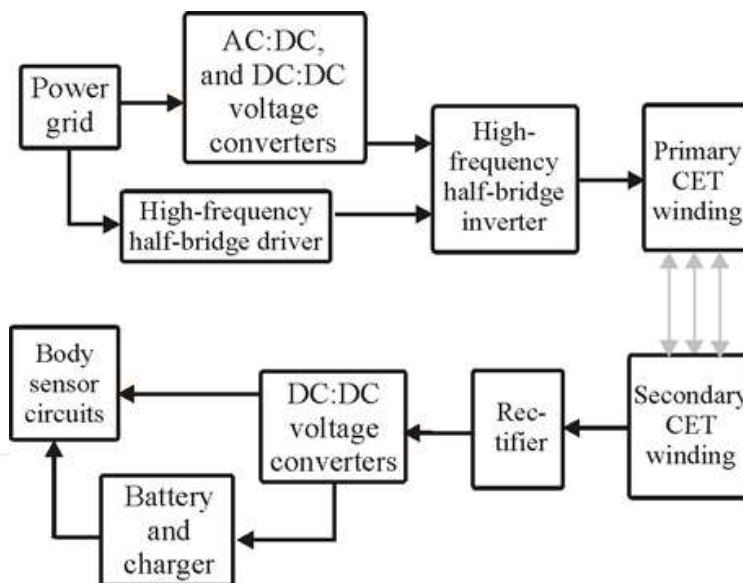 AC:DC,
and DC:DC
voltage
converters
Power
grid
High-
frequency
half-bridge
inverter
Primary
CET
winding
High-frequency
half-bridge driver
Body
sensor
circuits
DC:DC
voltage
converters
Rec-
tifier
Secondary
CET
winding
Battery
and
charger